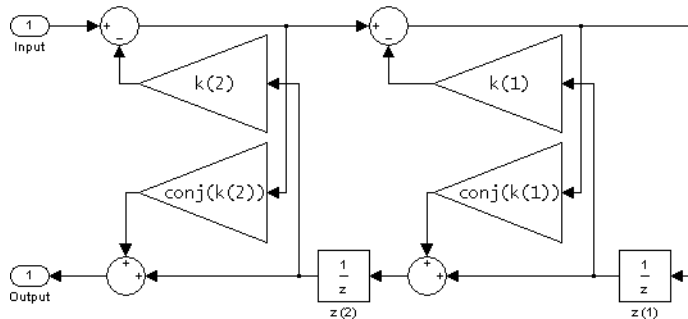 1
Input
+
−
+
−
k(2)
k(1)
conj(k(2))
conj(k(1))
1
Output
+
+
1
z
z(2)
+
+
1
z
z(1)